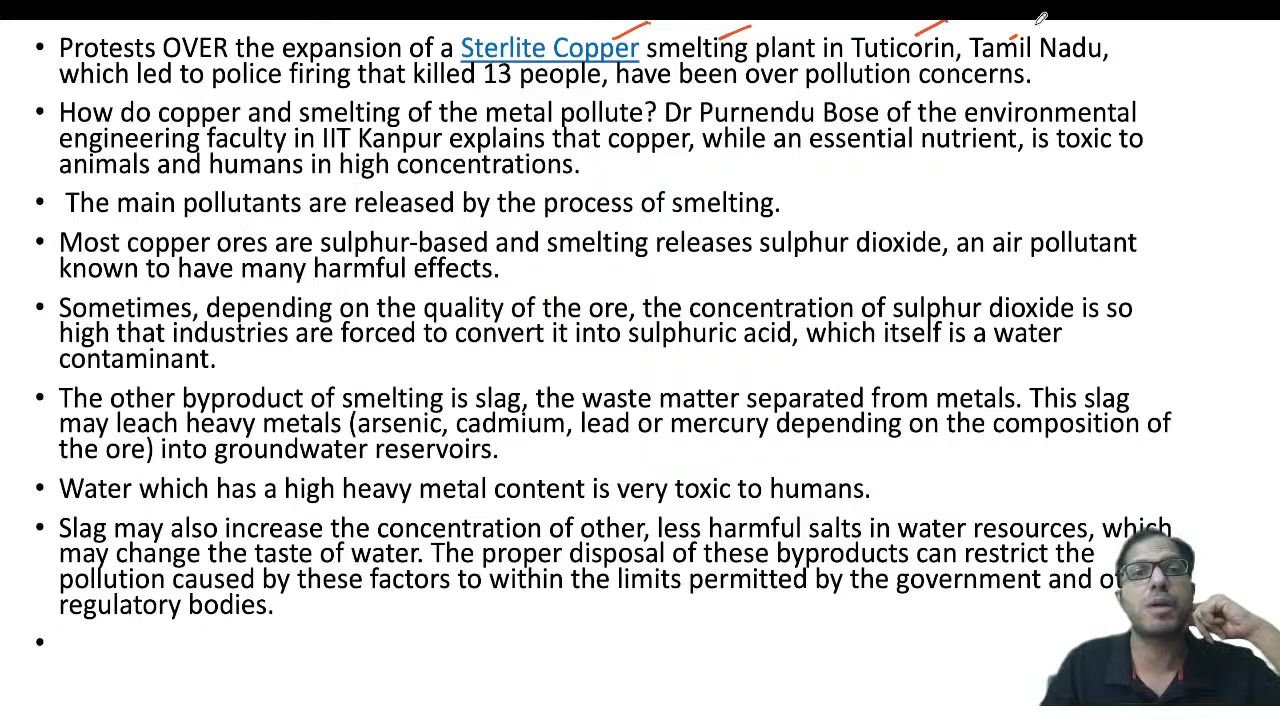 • Protests OVER the expansion of a Sterlite Copper smelting plant in Tuticorin, Tamil Nadu,
which led to police firing that killed 13 people, have been over pollution concerns.
• How do copper and smelting of the metal pollute? Dr Purnendu Bose of the environmental
engineering faculty in IIT Kanpur explains that copper, while an essential nutrient, is toxic to
animals and humans in high concentrations.
• The main pollutants are released by the process of smelting.
• Most copper ores are sulphur-based and smelting releases sulphur dioxide, an air pollutant
known to have many harmful effects.
• Sometimes, depending on the quality of the ore, the concentration of sulphur dioxide is so
high that industries are forced to convert it into sulphuric acid, which itself is a water
contaminant.
• The other byproduct of smelting is slag, the waste matter separated from metals. This slag
may leach heavy metals (arsenic, cadmium, lead or mercury depending on the composition of
the ore) into groundwater reservoirs.
• Water which has a high heavy metal content is very toxic to humans.
• Slag may also increase the concentration of other, less harmful salts in water resources, which
may change the taste of water. The proper disposal of these byproducts can restrict the
pollution caused by these factors to within the limits permitted by the government and
regulatory bodies.
•